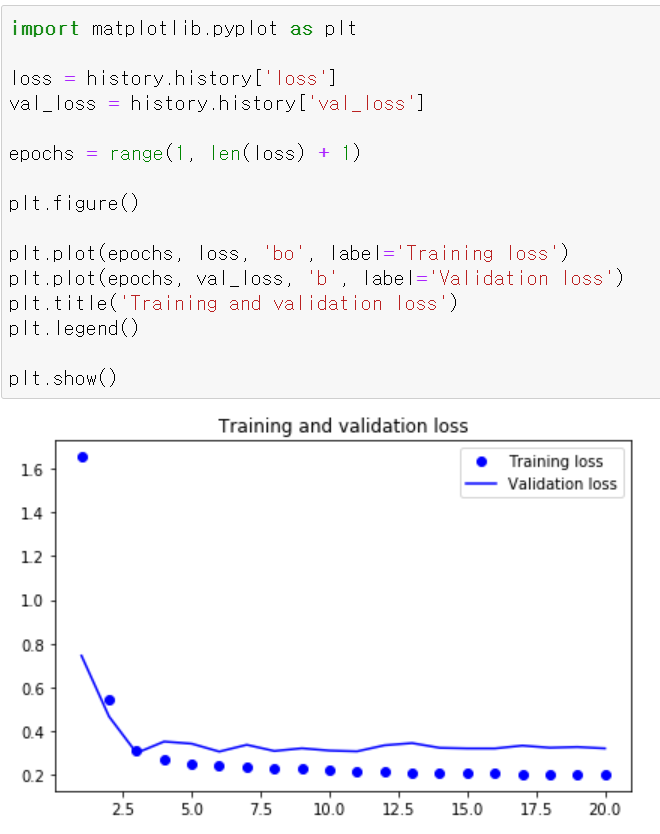 import matplotlib.pyplot as plt
loss = history.history['loss']
val_loss = history.history['val_loss']
epochs = range(1, len(loss) + 1)
plt.figure()
plt.plot(epochs, loss, 'bo', label='Training loss')
plt.plot(epochs, val_loss, 'b', label='Validation loss')
plt.title('Training and validation loss')
plt.legend()
plt.show()
Training and validation loss
Training loss
Validation loss
1.6
1.4
1.2
1.0
0.8
0.6
0.4
0.2
2.5 5.0 7.5 10.0 12.5 15.0 17.5 20.0